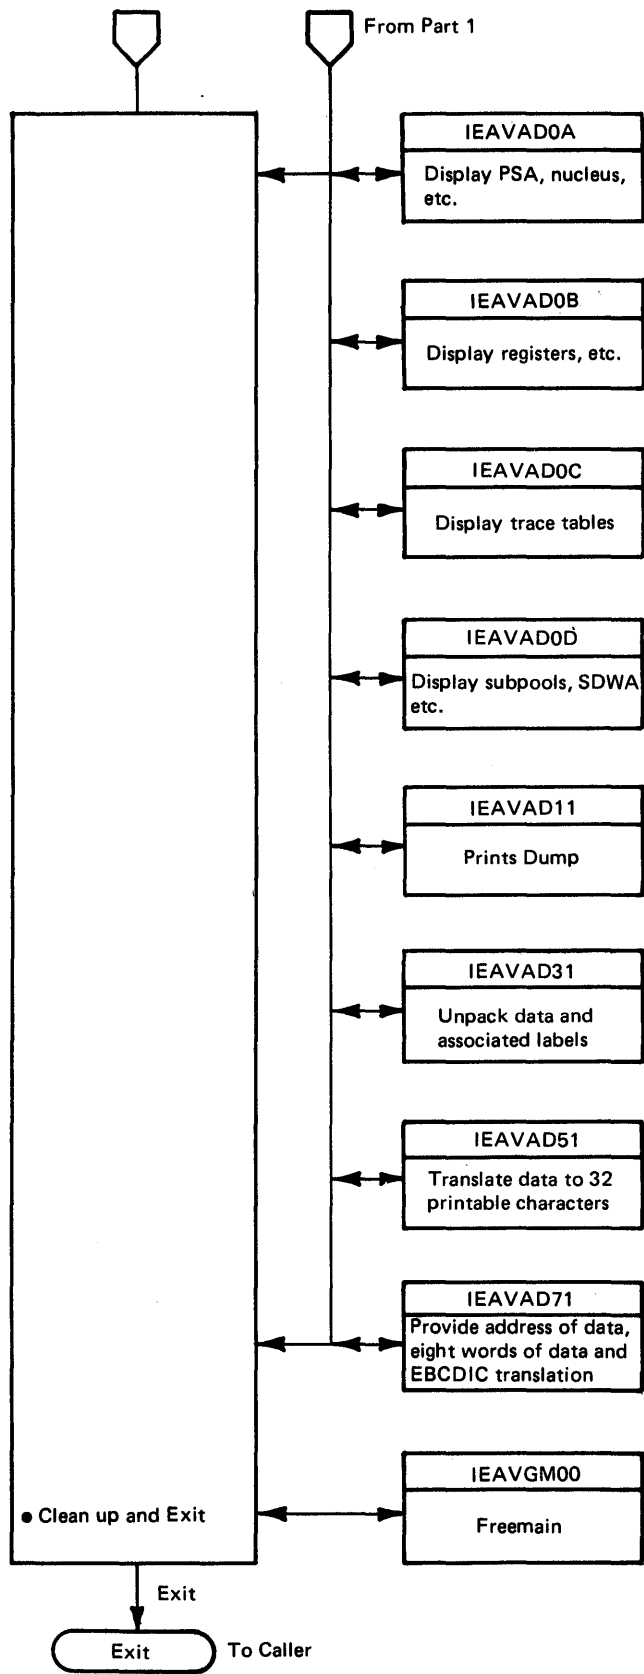 From Part 1
IEAVAD0A
Display PSA, nucleus,
etc.
IEAVAD0B
Display registers, etc.
IEAVAD0C
Display trace tables
IEAVAD0D
Display subpools, SDWA
etc.
IEAVAD11
Prints Dump
IEAVAD31
Unpack data and
associated labels
IEAVAD51
Translate data to 32
printable characters
IEAVAD71
Provide address of data,
eight words of data and
EBCDIC translation
IEAVGM00
Freemain
• Clean up and Exit
Exit
Exit
To Caller